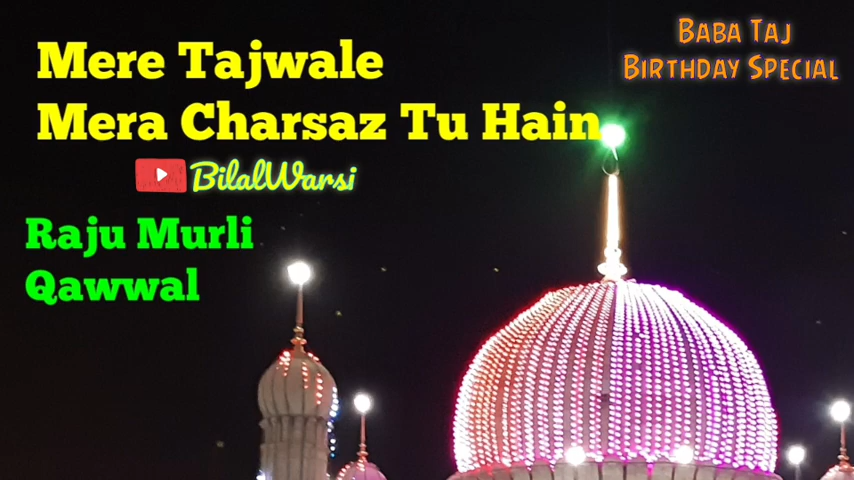 Mere Tajwale
Mera Charsaz Tu Hain
BilalWarsi
Raju Murli
Qawwal
Baba Taj
Birthday Special